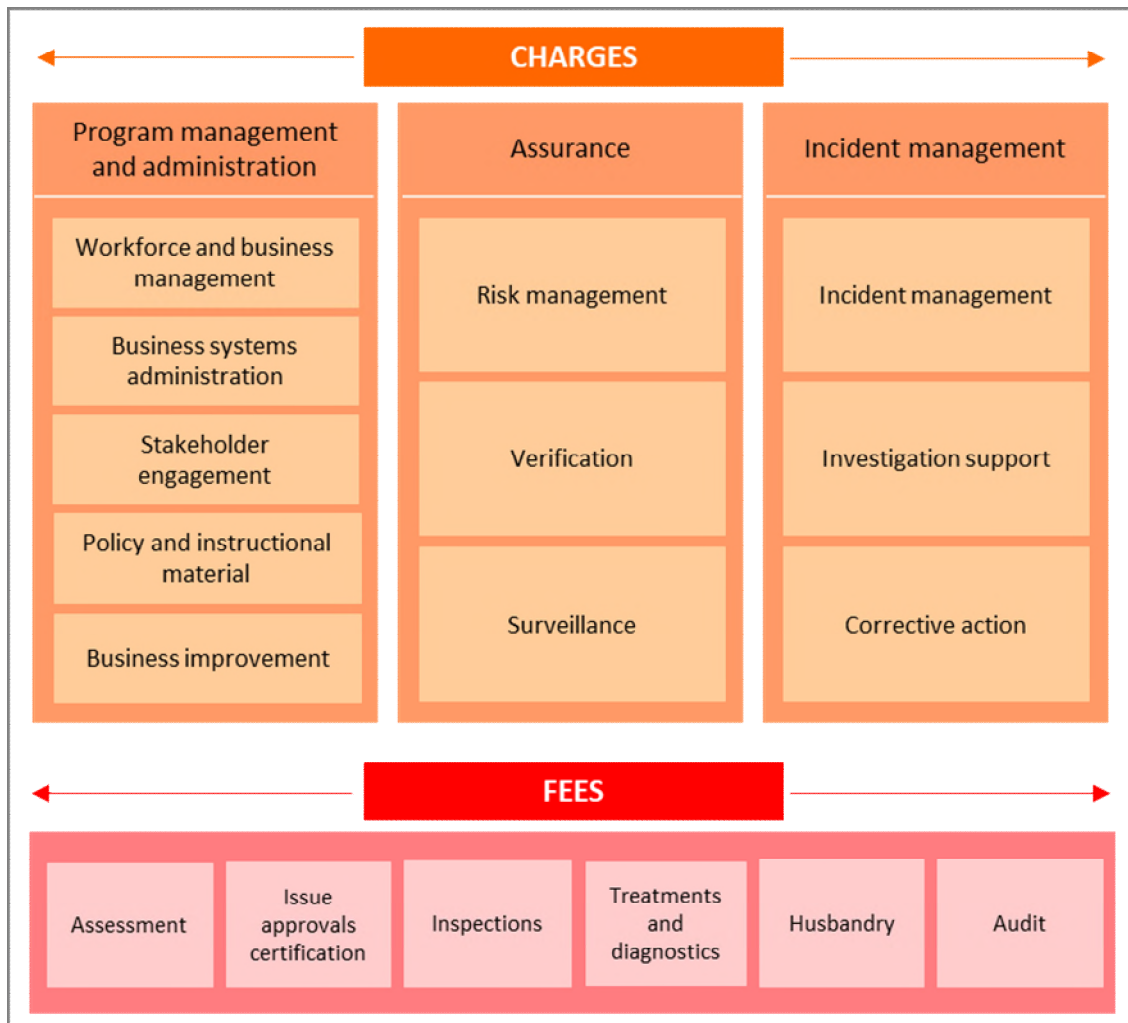 CHARGES
Program management
and administration
Workforce and business
management
Business systems
administration
Stakeholder
engagement
Policy and instructional
material
Business improvement
Assurance
Risk management
Verification
Surveillance
Incident management
Incident management
Investigation support
Corrective action
FEES
Assessment
Issue
approvals
certification
Inspections
Treatments
and
diagnostics
Husbandry
Audit